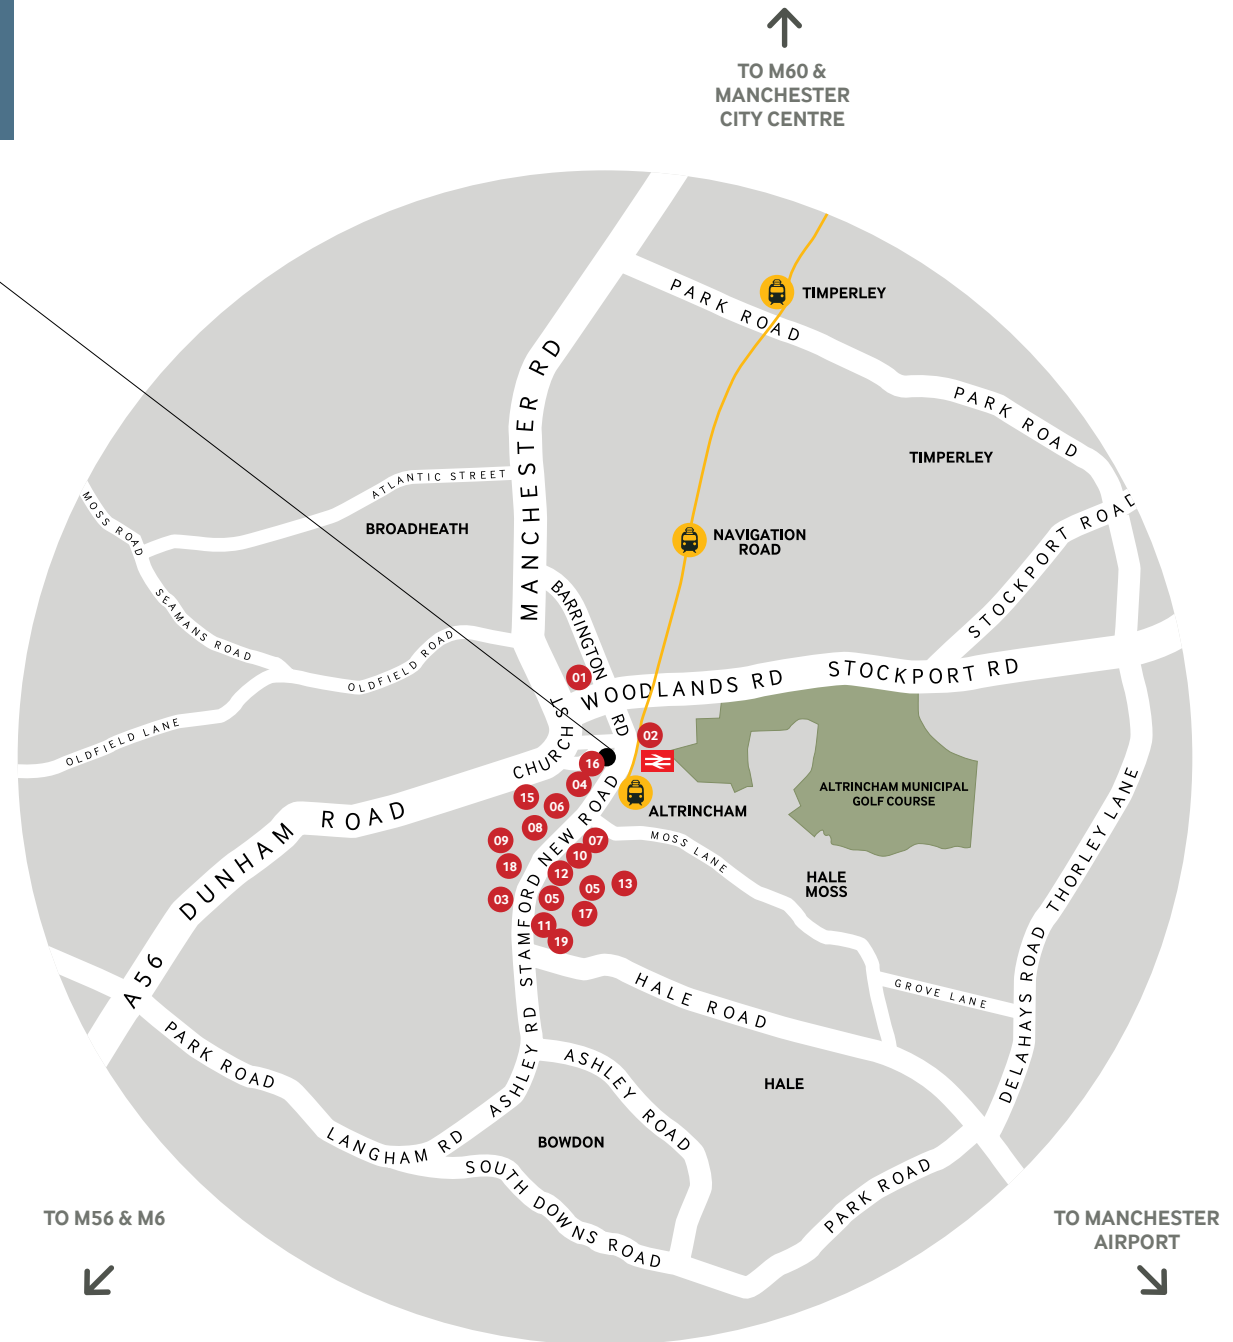 TO M60 &
MANCHESTER
CITY CENTRE
PARK ROAD
TIMPERLEY
MANCHESTER RD
PARK ROAD
TIMPERLEY
ATLANTIC STREET
MOSS ROAD
BROADHEATH
NAVIGATION
ROAD
STOCKPORT ROAD
BARRINGTON RD
SEAMANS ROAD
OLDFIELD ROAD
01
WOODLANDS RD
STOCKPORT RD
OLDFIELD LANE
CHURCH ST
02
16
04
15
06
ALTRINCHAM
ALTRINCHAM MUNICIPAL
GOLF COURSE
A56 DUNHAM ROAD
08
09
07
10
18
12
05
13
03
05
17
11
19
STAMFORD NEW ROAD
MOSS LANE
HALE
MOSS
THORLEY LANE
HALE ROAD
GROVE LANE
DELAHAYS ROAD
PARK ROAD
ASHLEY RD
ASHLEY ROAD
HALE
LANGHAM RD
BOWDON
SOUTH DOWNS ROAD
PARK ROAD
TO M56 & M6
TO MANCHESTER
AIRPORT